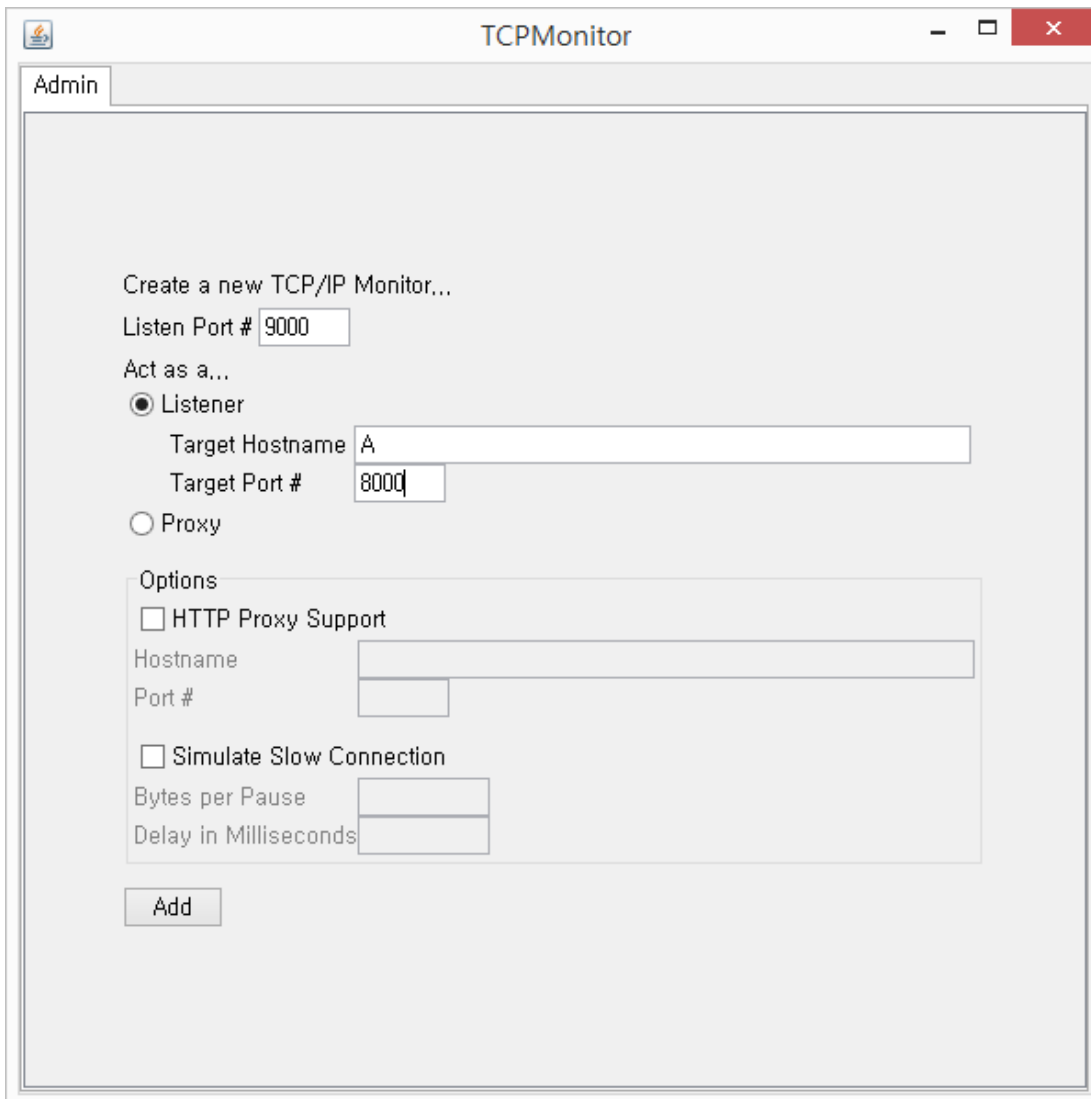 TCPMonitor
Admin
Create a new TCP/IP Monitor...
Listen Port # 9000
Act as a...
Listener
Target Hostname A
Target Port # 8000
Proxy
Options
HTTP Proxy Support
Hostname
Port #
Simulate Slow Connection
Bytes per Pause
Delay in Milliseconds
Add